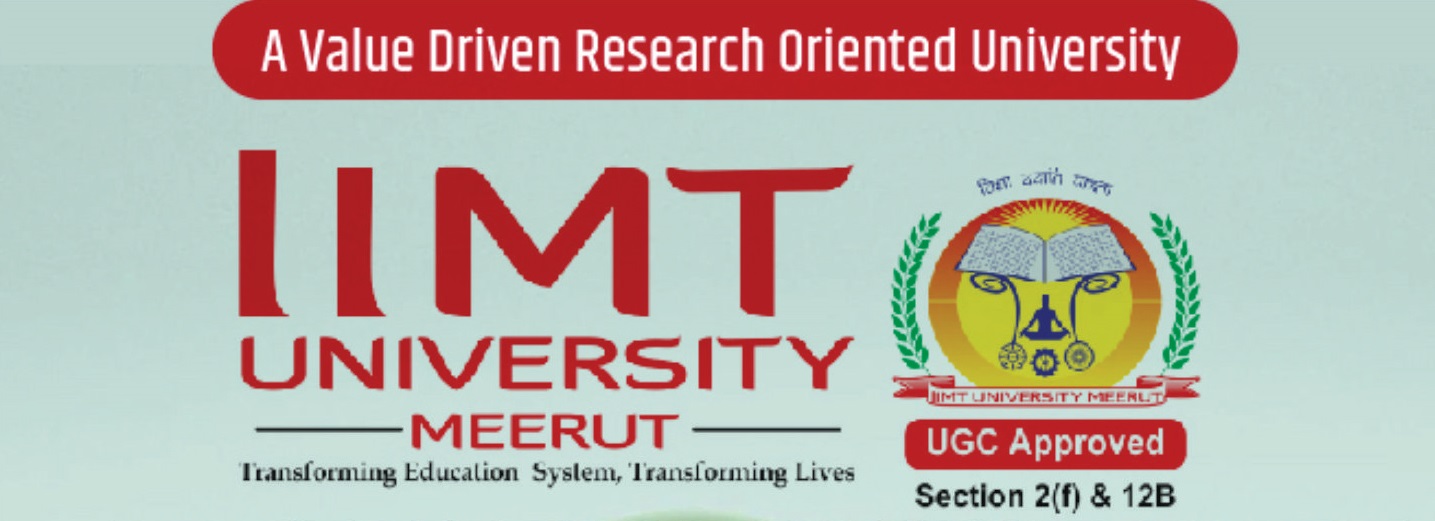 A Value Driven Research Oriented University
IIMT
UNIVERSITY
MEERUT
Transforming Education System, Transforming Lives
IIMT UNIVERSITY MEERUT
UGC Approved
Section 2(f) & 12B